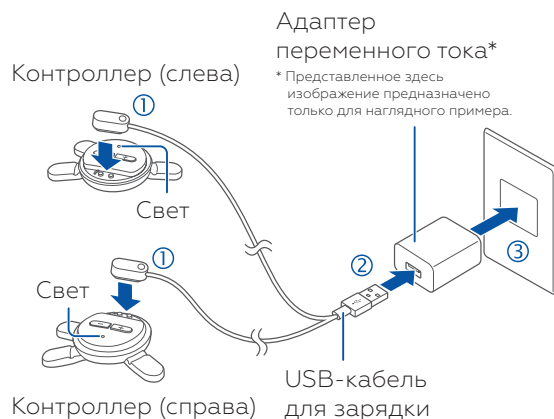 Адаптер
переменного тока*
* Представленное здесь
изображение предназначено
только для наглядного примера.
Контроллер (слева)
①
Свет
①
Свет
②
③
USB-кабель
для зарядки
Контроллер (справа)